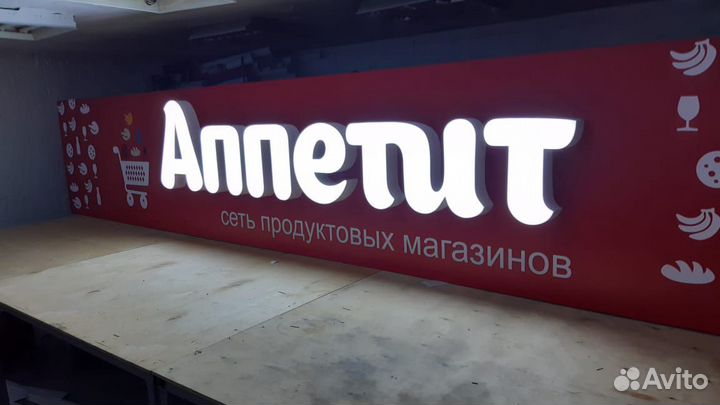 Аппетит
сеть продуктовых магазинов
Avito